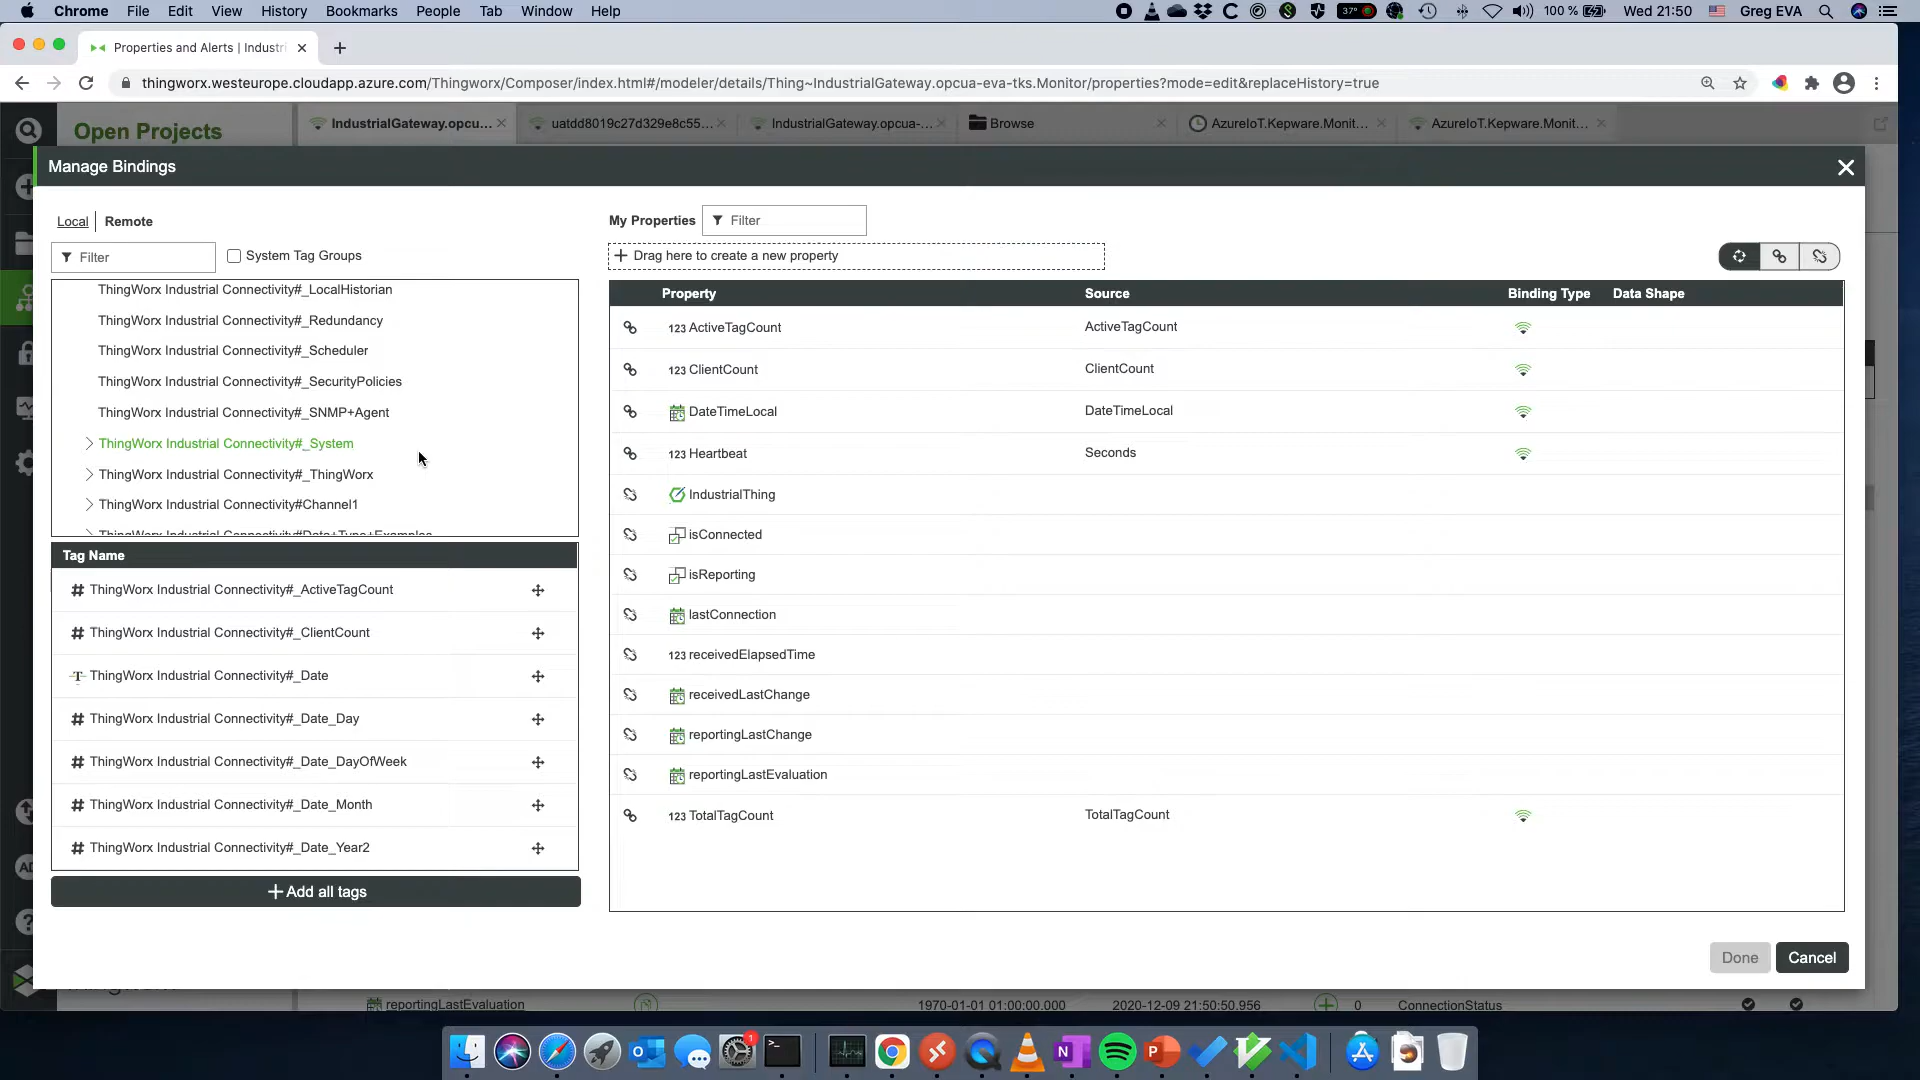 Chrome File Edit View History Bookmarks People Tab Window Help 37° 100 % Wed 21:50 Greg EVA
Properties and Alerts | Industri
thingworx.westeurope.cloudapp.azure.com/Thingworx/Composer/index.html#/modeler/details/Thing~IndustrialGateway.opcua-eva-tks.Monitor/properties?mode=edit&replaceHistory=true
Open Projects IndustrialGateway.opcu... uatdd8019c27d329e8c55... IndustrialGateway.opcua-... Browse AzureIoT.Kepware.Monit... AzureIoT.Kepware.Monit...
Manage Bindings
Local Remote
Filter System Tag Groups
ThingWorx Industrial Connectivity#_LocalHistorian
ThingWorx Industrial Connectivity#_Redundancy
ThingWorx Industrial Connectivity#_Scheduler
ThingWorx Industrial Connectivity#_SecurityPolicies
ThingWorx Industrial Connectivity#_SNMP+Agent
ThingWorx Industrial Connectivity#_System
ThingWorx Industrial Connectivity#_ThingWorx
ThingWorx Industrial Connectivity#Channel1
ThingWorx Industrial Connectivity#Data+Type+Examples
Tag Name
# ThingWorx Industrial Connectivity#_ActiveTagCount
# ThingWorx Industrial Connectivity#_ClientCount
T ThingWorx Industrial Connectivity#_Date
# ThingWorx Industrial Connectivity#_Date_Day
# ThingWorx Industrial Connectivity#_Date_DayOfWeek
# ThingWorx Industrial Connectivity#_Date_Month
# ThingWorx Industrial Connectivity#_Date_Year2
+ Add all tags
My Properties Filter
+ Drag here to create a new property
Property Source Binding Type Data Shape
123 ActiveTagCount ActiveTagCount
123 ClientCount ClientCount
DateTimeLocal DateTimeLocal
123 Heartbeat Seconds
IndustrialThing
isConnected
isReporting
lastConnection
123 receivedElapsedTime
receivedLastChange
reportingLastChange
reportingLastEvaluation
123 TotalTagCount TotalTagCount
Done Cancel
reportingLastEvaluation 1970-01-01 01:00:00.000 2020-12-09 21:50:50.956 0 ConnectionStatus